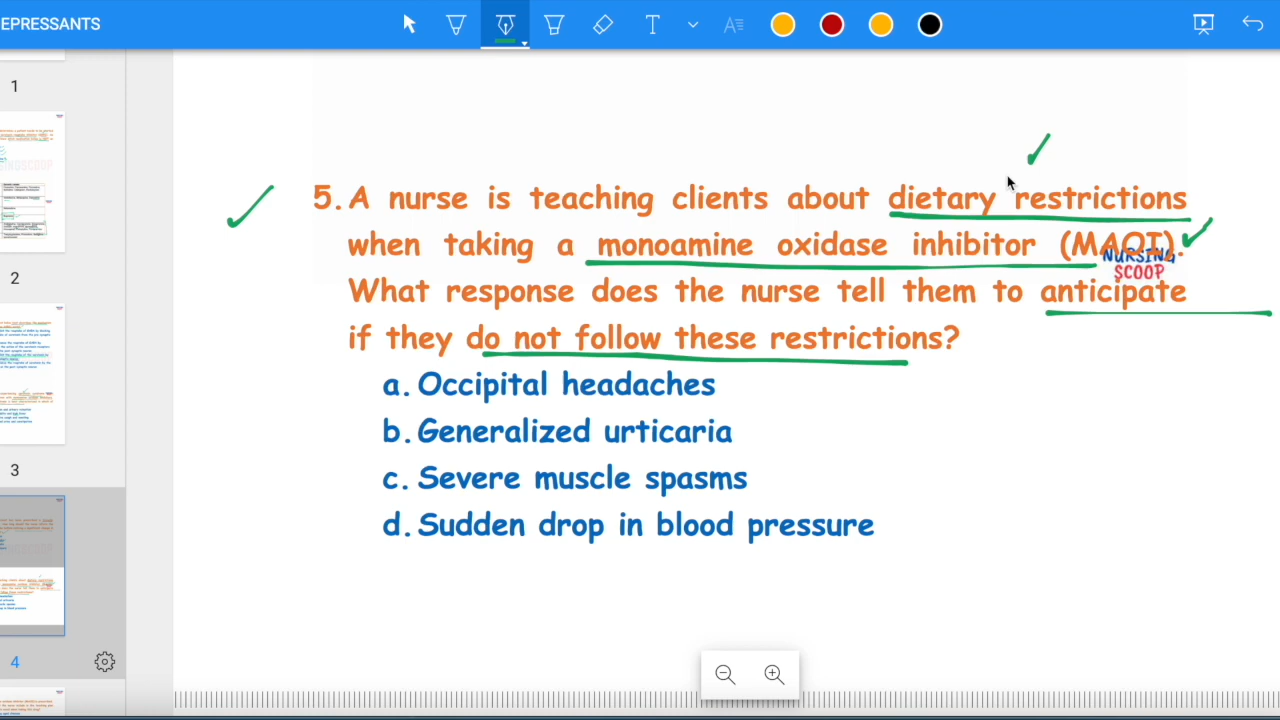 EPRESSANTS
T
1
2
3
4
5. A nurse is teaching clients about dietary restrictions
when taking a monoamine oxidase inhibitor (MAOI).
NURSING
SCOOP
What response does the nurse tell them to anticipate
if they do not follow these restrictions?
a. Occipital headaches
b. Generalized urticaria
c. Severe muscle spasms
d. Sudden drop in blood pressure